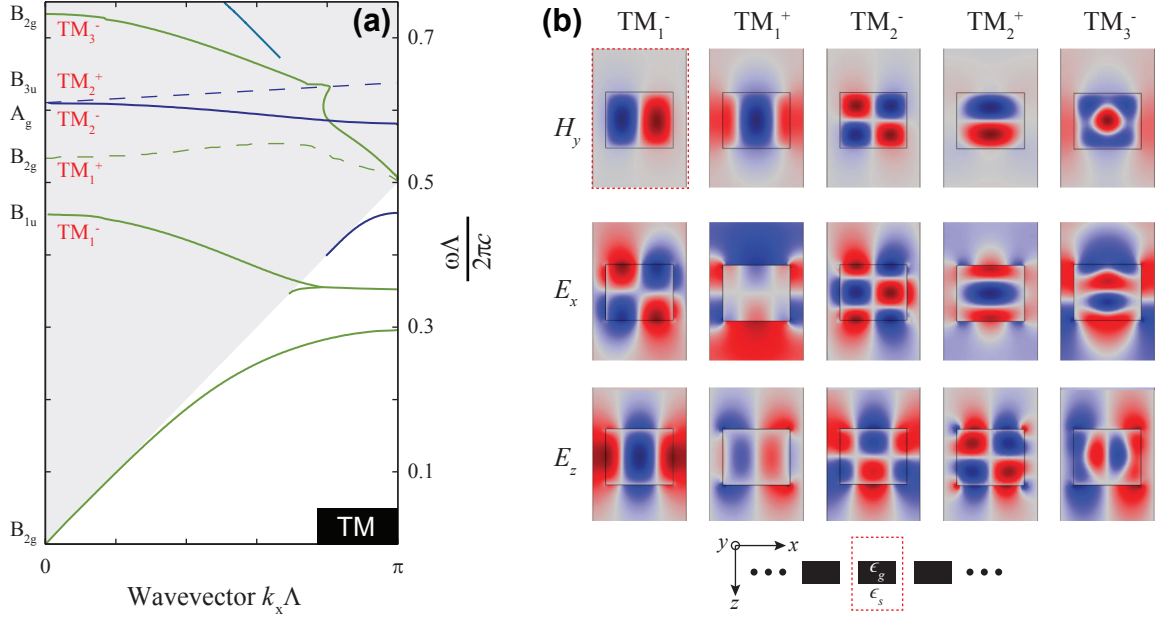 (a)
B2g
TM3-
B3u
TM2+
Ag
TM2-
B2g
TM1+
B1u
TM1-
B2g
0.7
0.5
0.3
0.1
ωΛ
2πc
TM
0
π
Wavevector kxΛ
(b)
TM1- TM1+ TM2- TM2+ TM3-
Hy
Ex
Ez
y x
z
ϵg
ϵs